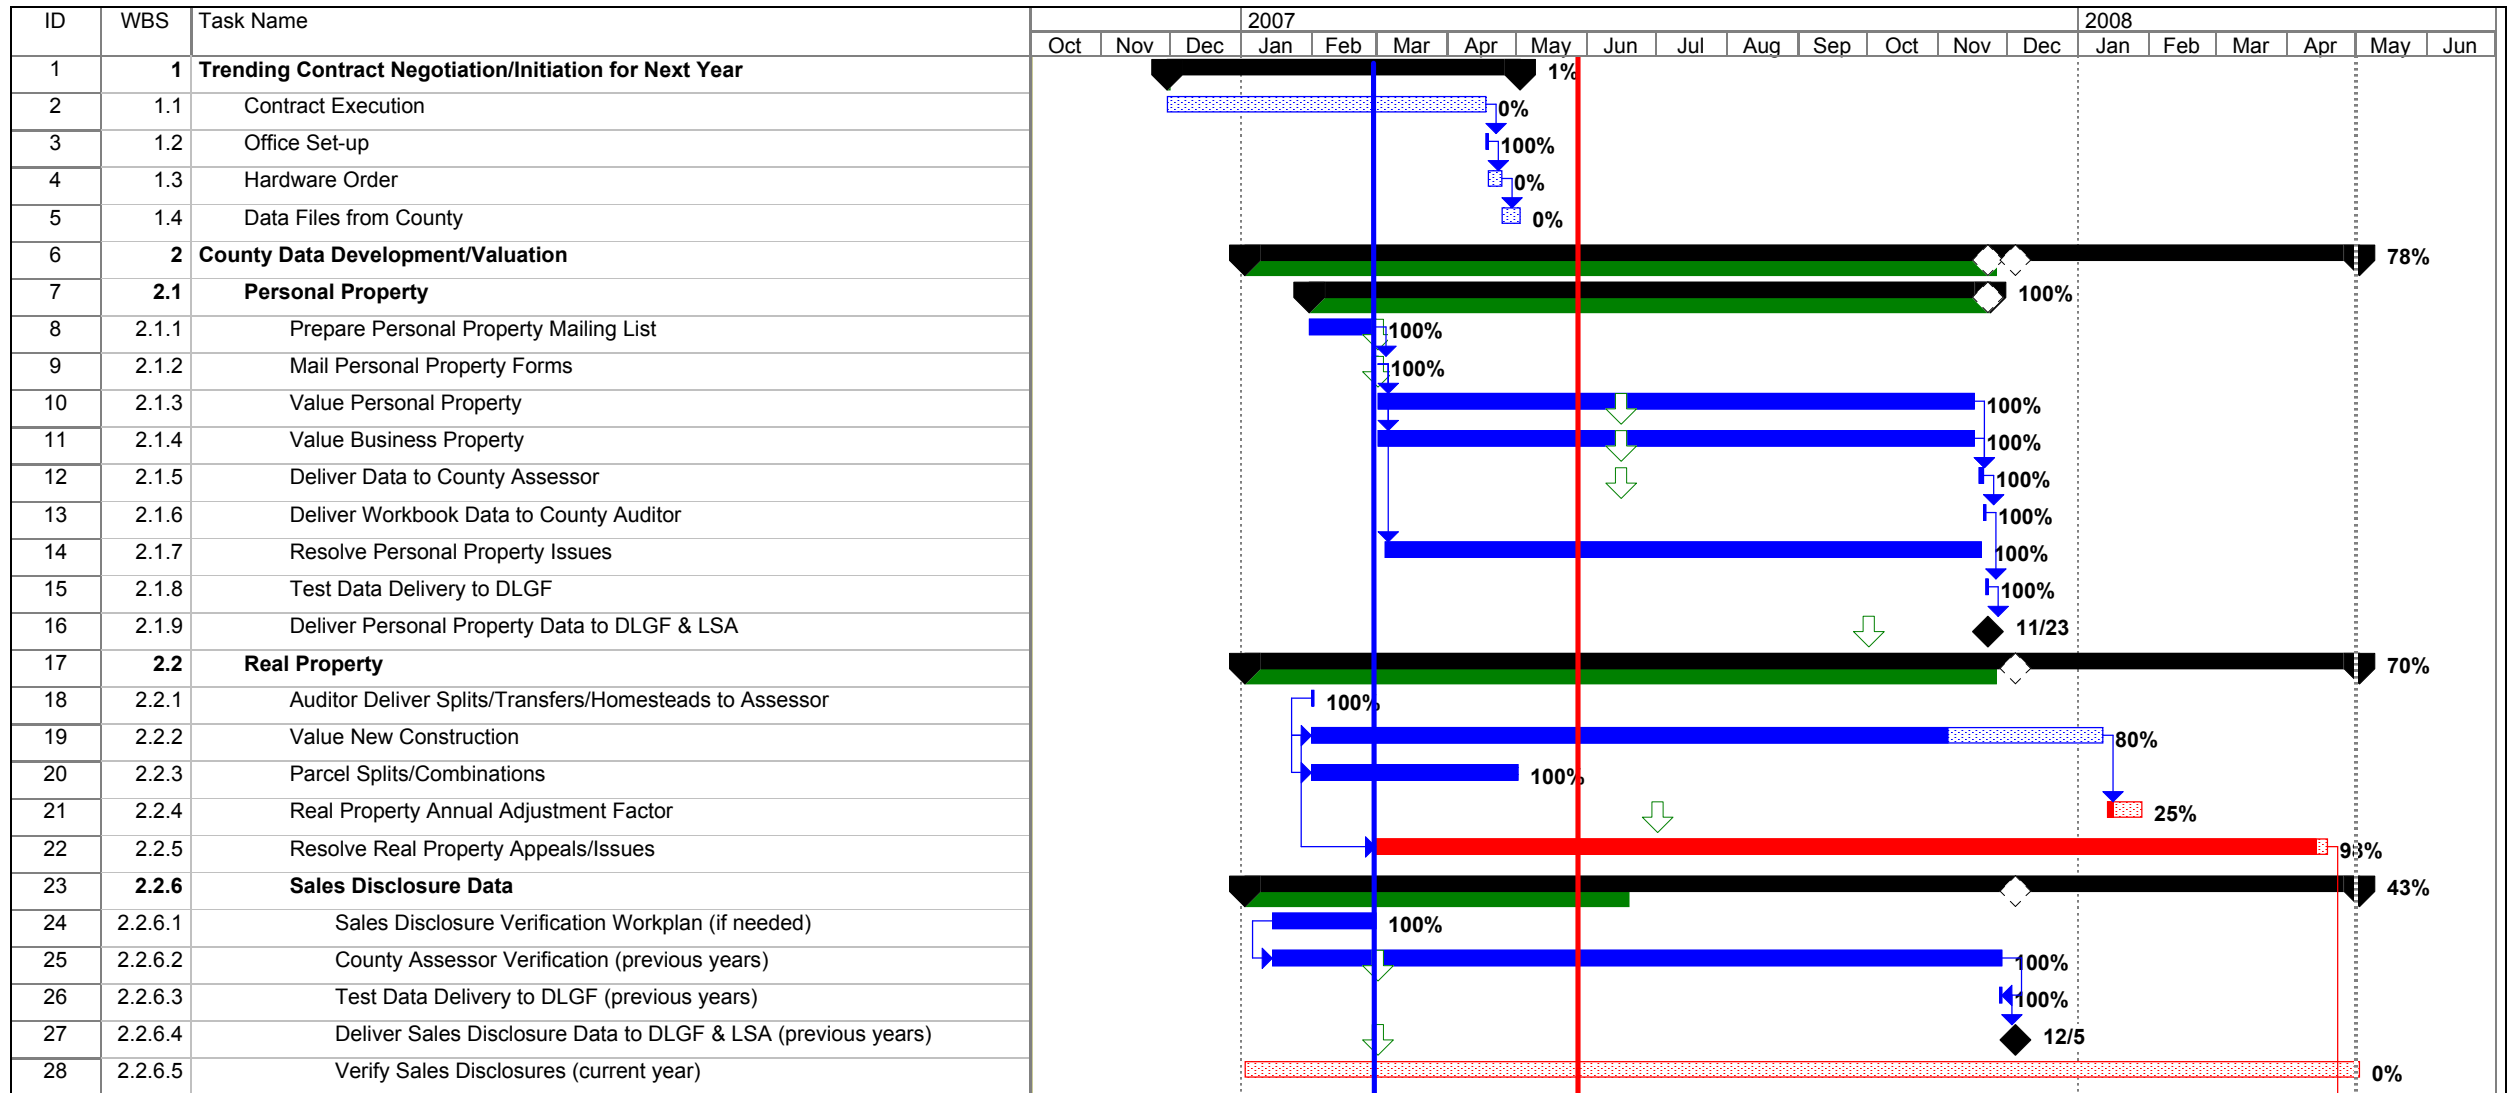 ID WBS Task Name 2007 2008
Oct Nov Dec Jan Feb Mar Apr May Jun Jul Aug Sep Oct Nov Dec Jan Feb Mar Apr May Jun
1 1 Trending Contract Negotiation/Initiation for Next Year 1%
2 1.1 Contract Execution 0%
3 1.2 Office Set-up 100%
4 1.3 Hardware Order 0%
5 1.4 Data Files from County 0%
6 2 County Data Development/Valuation 78%
7 2.1 Personal Property 100%
8 2.1.1 Prepare Personal Property Mailing List 100%
9 2.1.2 Mail Personal Property Forms 100%
10 2.1.3 Value Personal Property 100%
11 2.1.4 Value Business Property 100%
12 2.1.5 Deliver Data to County Assessor 100%
13 2.1.6 Deliver Workbook Data to County Auditor 100%
14 2.1.7 Resolve Personal Property Issues 100%
15 2.1.8 Test Data Delivery to DLGF 100%
16 2.1.9 Deliver Personal Property Data to DLGF & LSA 11/23
17 2.2 Real Property 70%
18 2.2.1 Auditor Deliver Splits/Transfers/Homesteads to Assessor 100%
19 2.2.2 Value New Construction 80%
20 2.2.3 Parcel Splits/Combinations 100%
21 2.2.4 Real Property Annual Adjustment Factor 25%
22 2.2.5 Resolve Real Property Appeals/Issues 93%
23 2.2.6 Sales Disclosure Data 43%
24 2.2.6.1 Sales Disclosure Verification Workplan (if needed) 100%
25 2.2.6.2 County Assessor Verification (previous years) 100%
26 2.2.6.3 Test Data Delivery to DLGF (previous years) 100%
27 2.2.6.4 Deliver Sales Disclosure Data to DLGF & LSA (previous years) 12/5
28 2.2.6.5 Verify Sales Disclosures (current year) 0%